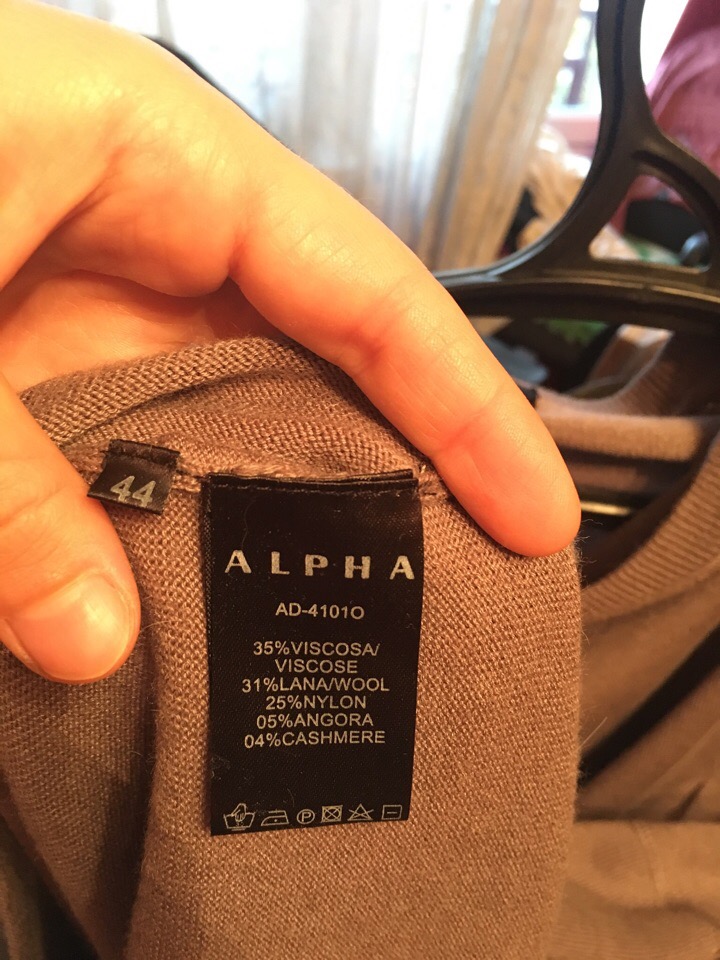 44
ALPHA
AD-4101O
35%VISCOSA/
VISCOSE
31%LANA/WOOL
25%NYLON
05%ANGORA
04%CASHMERE
P